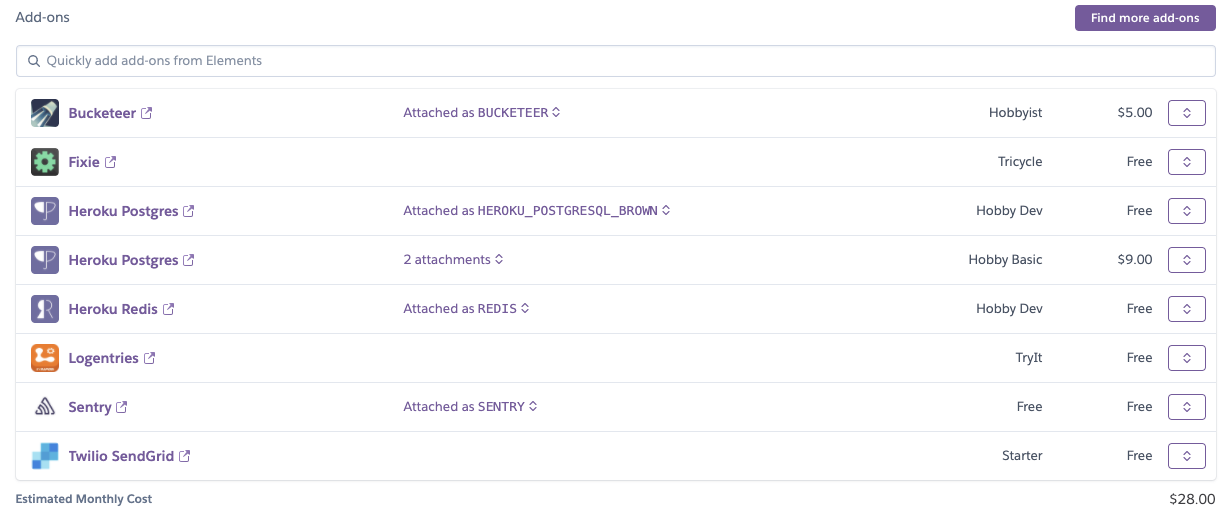 Add-ons
Find more add-ons
Quickly add add-ons from Elements
Bucketeer Attached as BUCKETEER Hobbyist $5.00
Fixie Tricycle Free
Heroku Postgres Attached as HEROKU_POSTGRESQL_BROWN Hobby Dev Free
Heroku Postgres 2 attachments Hobby Basic $9.00
Heroku Redis Attached as REDIS Hobby Dev Free
Logentries TryIt Free
Sentry Attached as SENTRY Free Free
Twilio SendGrid Starter Free
Estimated Monthly Cost $28.00